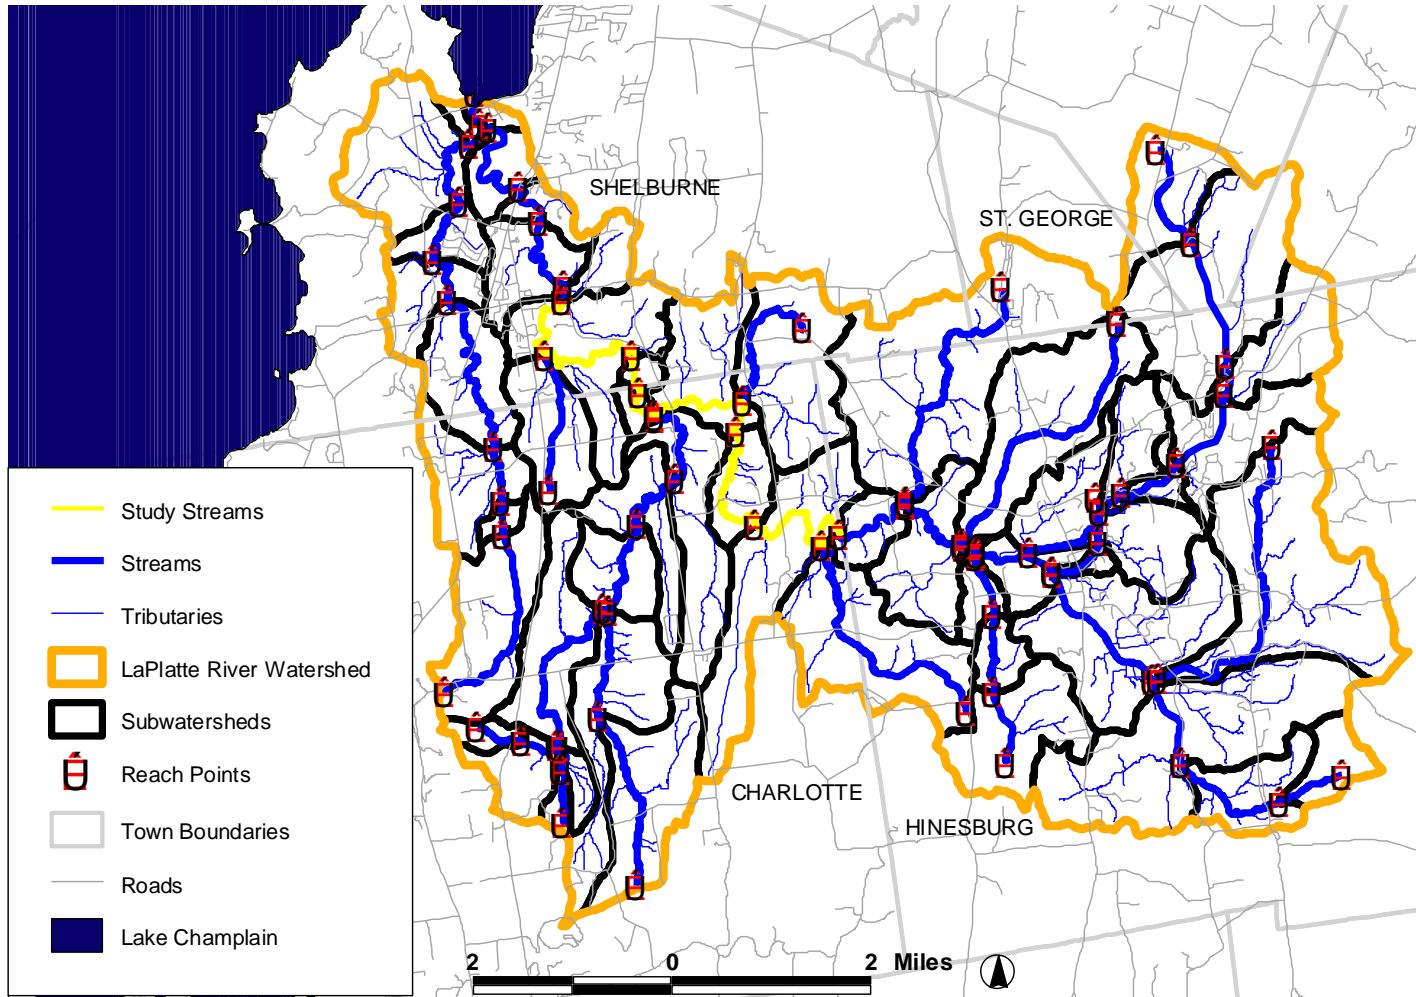 SHELBURNE
ST. GEORGE
Study Streams
Streams
Tributaries
LaPlatte River Watershed
Subwatersheds
Reach Points
Town Boundaries
Roads
Lake Champlain
CHARLOTTE
HINESBURG
2 0 2 Miles